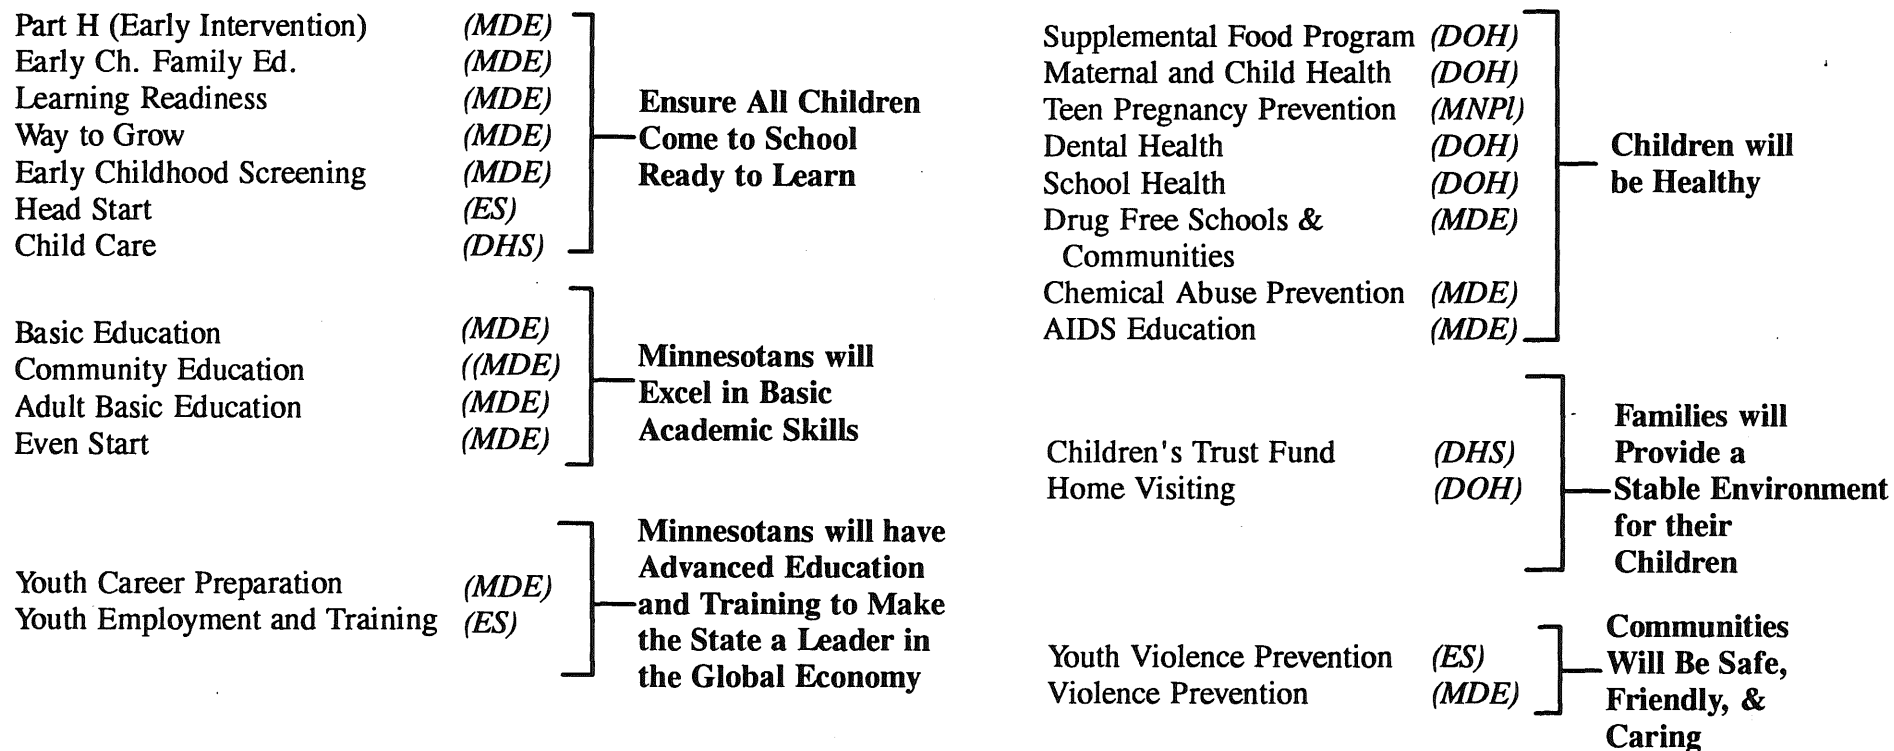 Part H (Early Intervention) (MDE)
Early Ch. Family Ed. (MDE)
Learning Readiness (MDE)
Way to Grow (MDE)
Early Childhood Screening (MDE)
Head Start (ES)
Child Care (DHS)
Ensure All Children
Come to School
Ready to Learn
Basic Education (MDE)
Community Education ((MDE)
Adult Basic Education (MDE)
Even Start (MDE)
Minnesotans will
Excel in Basic
Academic Skills
Youth Career Preparation (MDE)
Youth Employment and Training (ES)
Minnesotans will have
Advanced Education
and Training to Make
the State a Leader in
the Global Economy
Supplemental Food Program (DOH)
Maternal and Child Health (DOH)
Teen Pregnancy Prevention (MNPl)
Dental Health (DOH)
School Health (DOH)
Drug Free Schools & (MDE)
Communities
Chemical Abuse Prevention (MDE)
AIDS Education (MDE)
Children will
be Healthy
Children's Trust Fund (DHS)
Home Visiting (DOH)
Families will
Provide a
Stable Environment
for their
Children
Youth Violence Prevention (ES)
Violence Prevention (MDE)
Communities
Will Be Safe,
Friendly, &
Caring